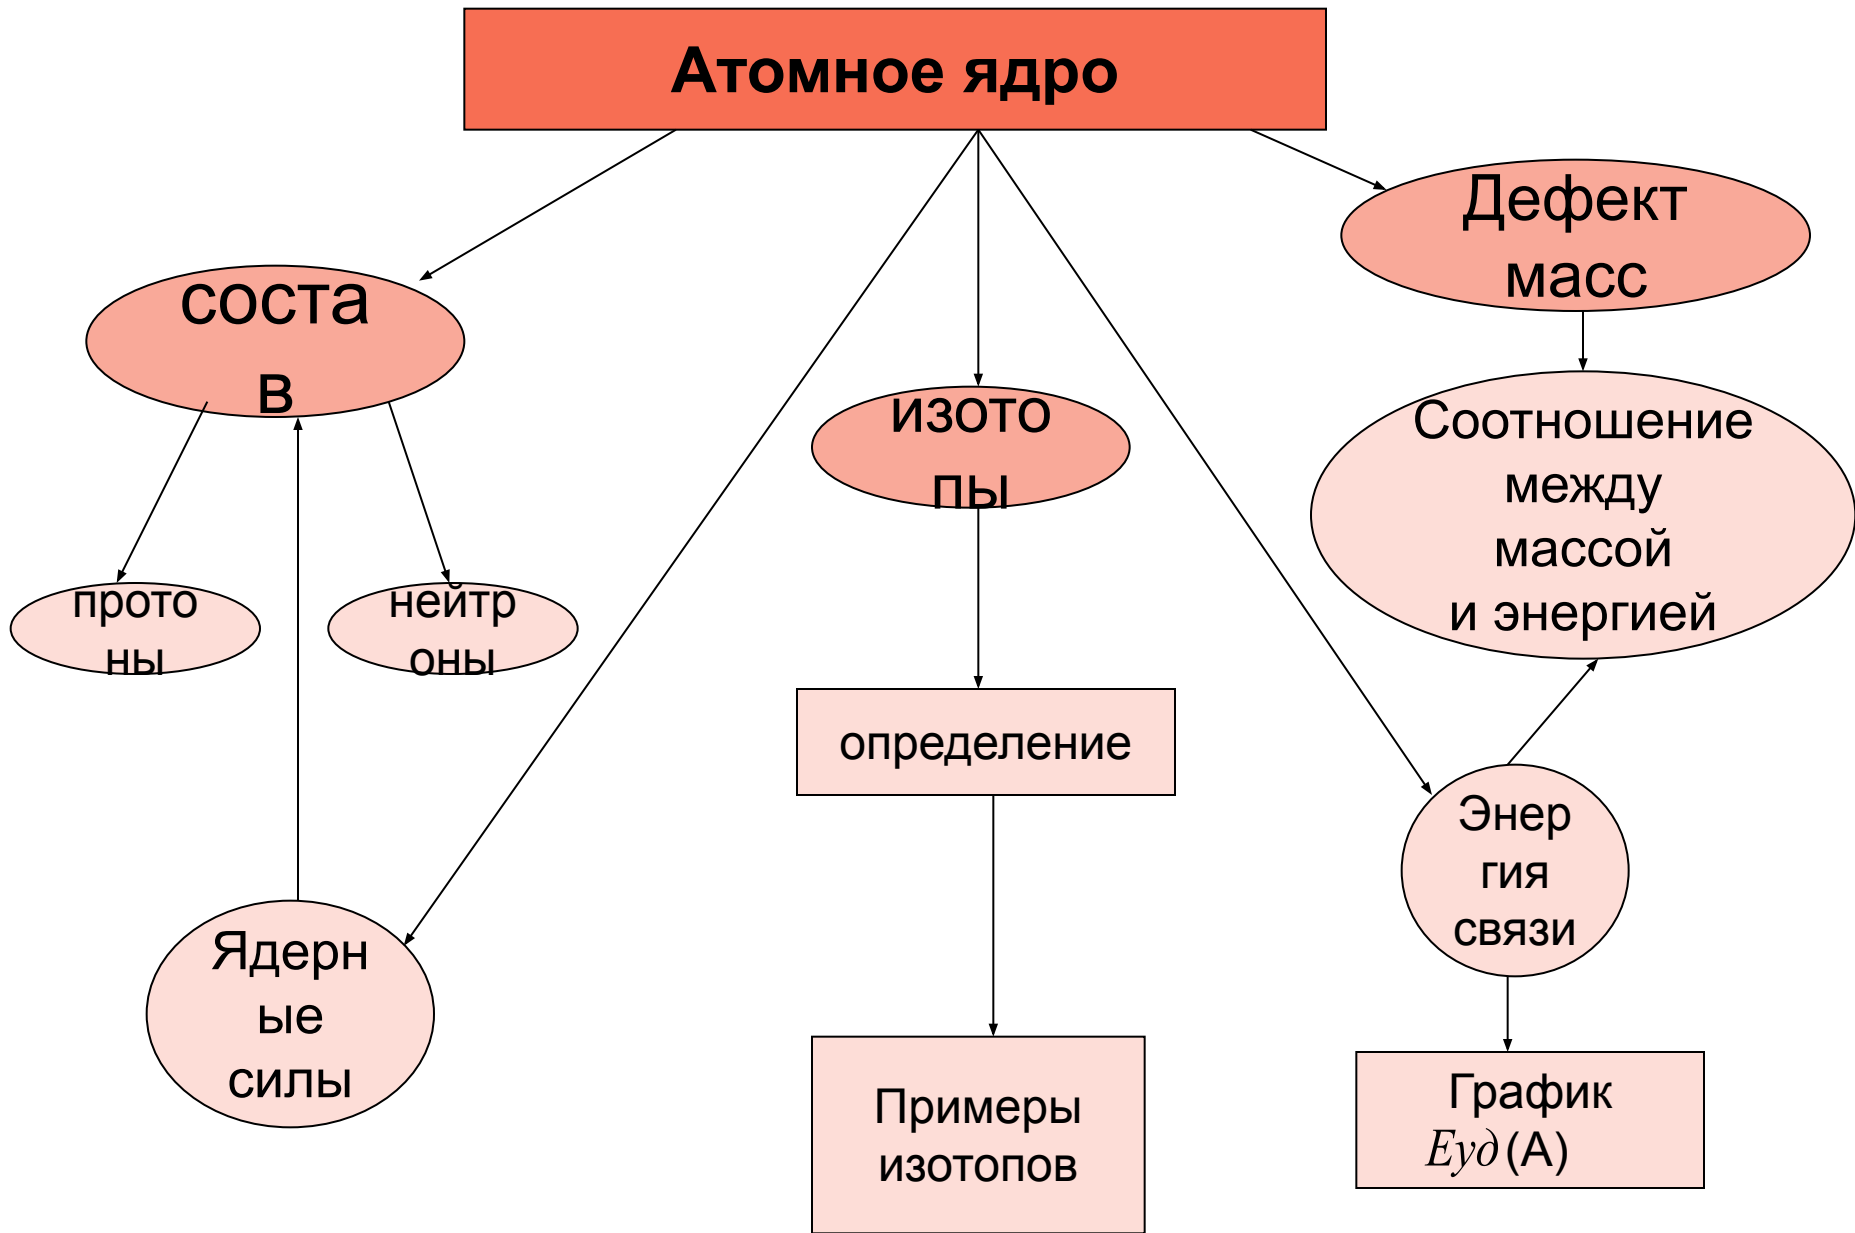 Атомное ядро
Дефект
масс
соста
в
изото
пы
Соотношение
между
массой
и энергией
прото
ны
нейтр
оны
определение
Энер
гия
связи
Ядерн
ые
силы
Примеры
изотопов
График
Еуд (А)